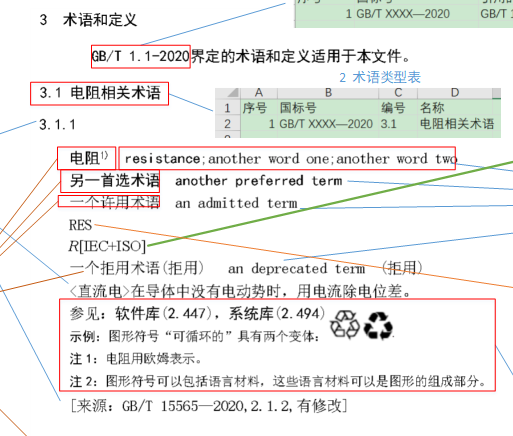 1 GB/T XXXX—2020 GB/T 1
3 术语和定义
GB/T 1.1-2020界定的术语和定义适用于本文件。
2 术语类型表
A B C D
1 序号 国标号 编号 名称
2 1 GB/T XXXX—2020 3.1 电阻相关术语
3.1 电阻相关术语
3.1.1
电阻¹⁾ resistance;another word one;another word two
另一首选术语 another preferred term
一个许用术语 an admitted term
RES
R[IEC+ISO]
一个拒用术语(拒用) an deprecated term (拒用)
<直流电>在导体中没有电动势时，用电流除电位差。
参见：软件库(2.447)，系统库(2.494)
示例：图形符号“可循环的”具有两个变体：
注1：电阻用欧姆表示。
注2：图形符号可以包括语言材料，这些语言材料可以是图形的组成部分。
[来源：GB/T 15565—2020,2.1.2,有修改]